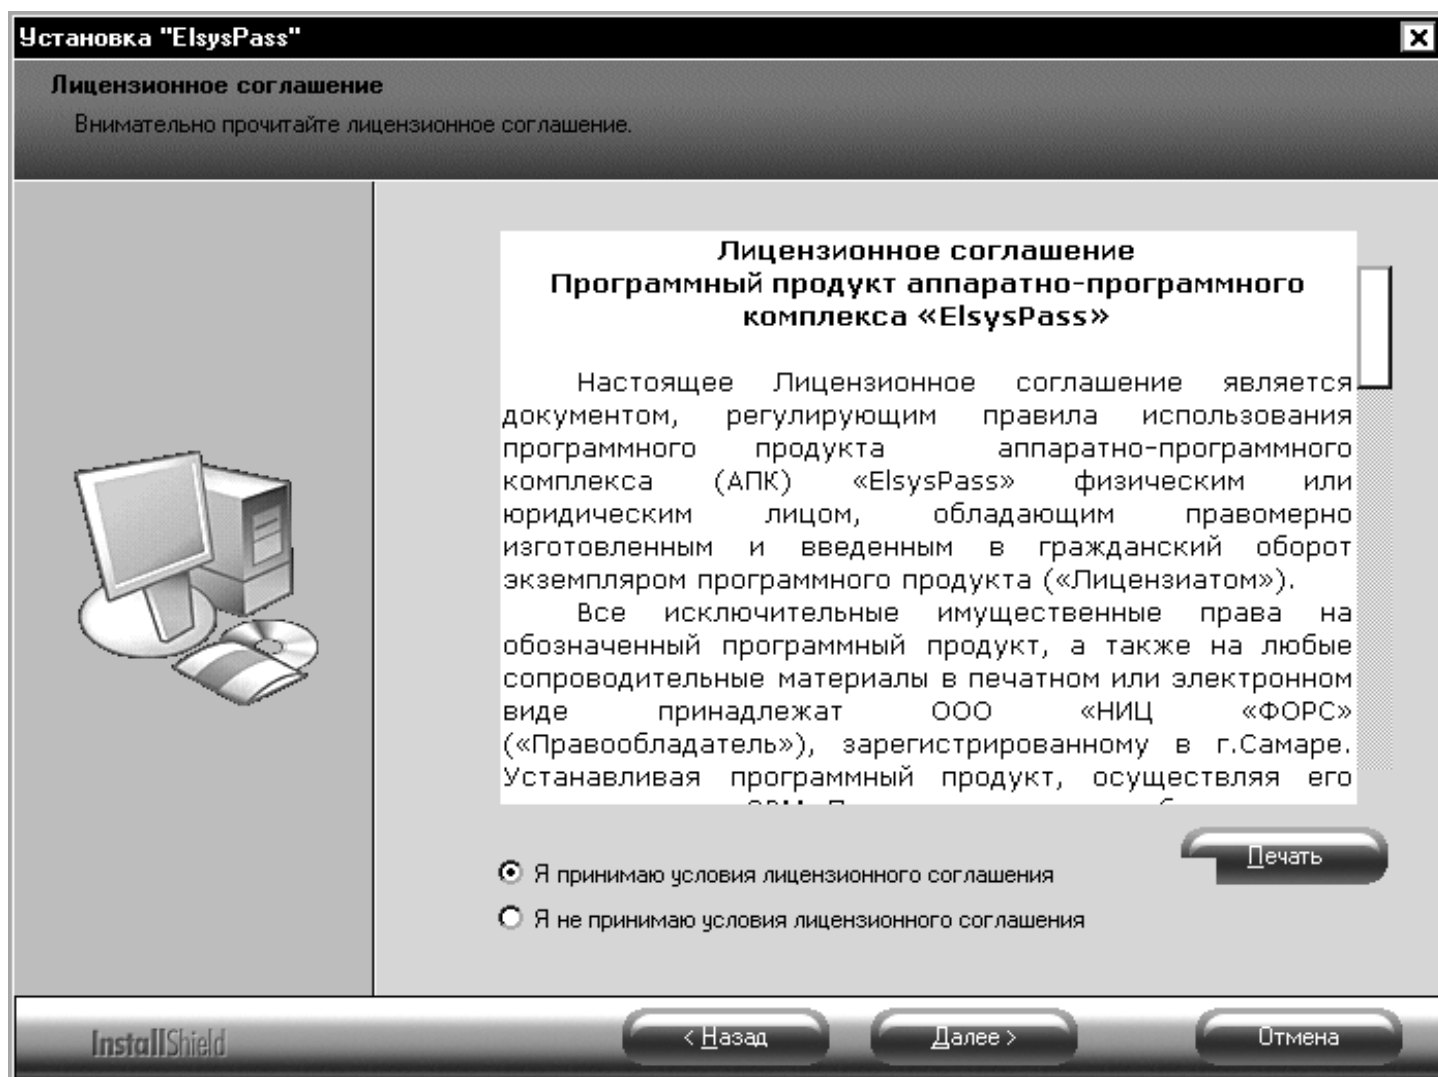 Установка "ElsysPass"
Лицензионное соглашение
Внимательно прочитайте лицензионное соглашение.
Лицензионное соглашение
Программный продукт аппаратно-программного
комплекса «ElsysPass»
Настоящее Лицензионное соглашение является
документом, регулирующим правила использования
программного продукта аппаратно-программного
комплекса (АПК) «ElsysPass» физическим или
юридическим лицом, обладающим правомерно
изготовленным и введенным в гражданский оборот
экземпляром программного продукта («Лицензиатом»).
Все исключительные имущественные права на
обозначенный программный продукт, а также на любые
сопроводительные материалы в печатном или электронном
виде принадлежат ООО «НИЦ «ФОРС»
(«Правообладатель»), зарегистрированному в г.Самаре.
Устанавливая программный продукт, осуществляя его
Печать
Я принимаю условия лицензионного соглашения
Я не принимаю условия лицензионного соглашения
InstallShield
< Назад
Далее >
Отмена